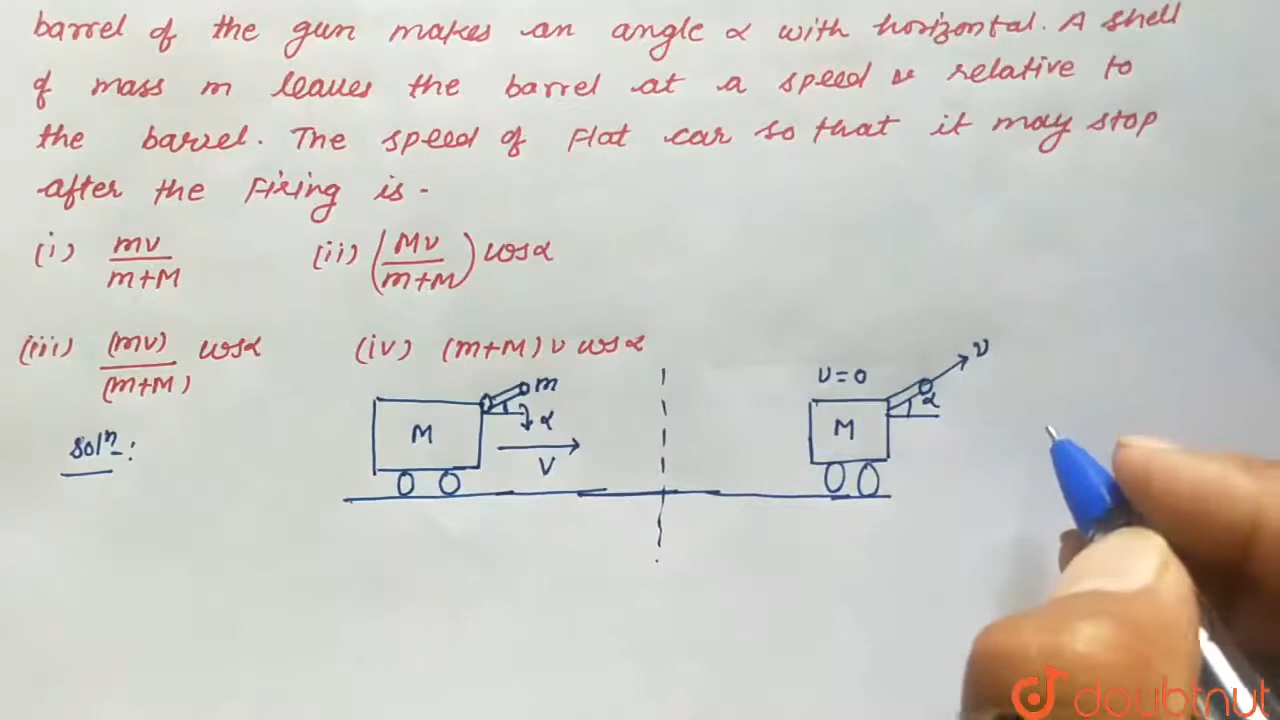 barrel of the gun makes an angle α with horizontal. A shell
of mass m leaves the barrel at a speed v relative to
the barrel. The speed of Flat car so that it may stop
after the Firing is -
(i) mv/m+M (ii) (Mv/m+M) cosα
(iii) (mv)/(m+M) cosα (iv) (m+M) v cosα
Solⁿ:
M m α V
v=0 M α v
doubtnut